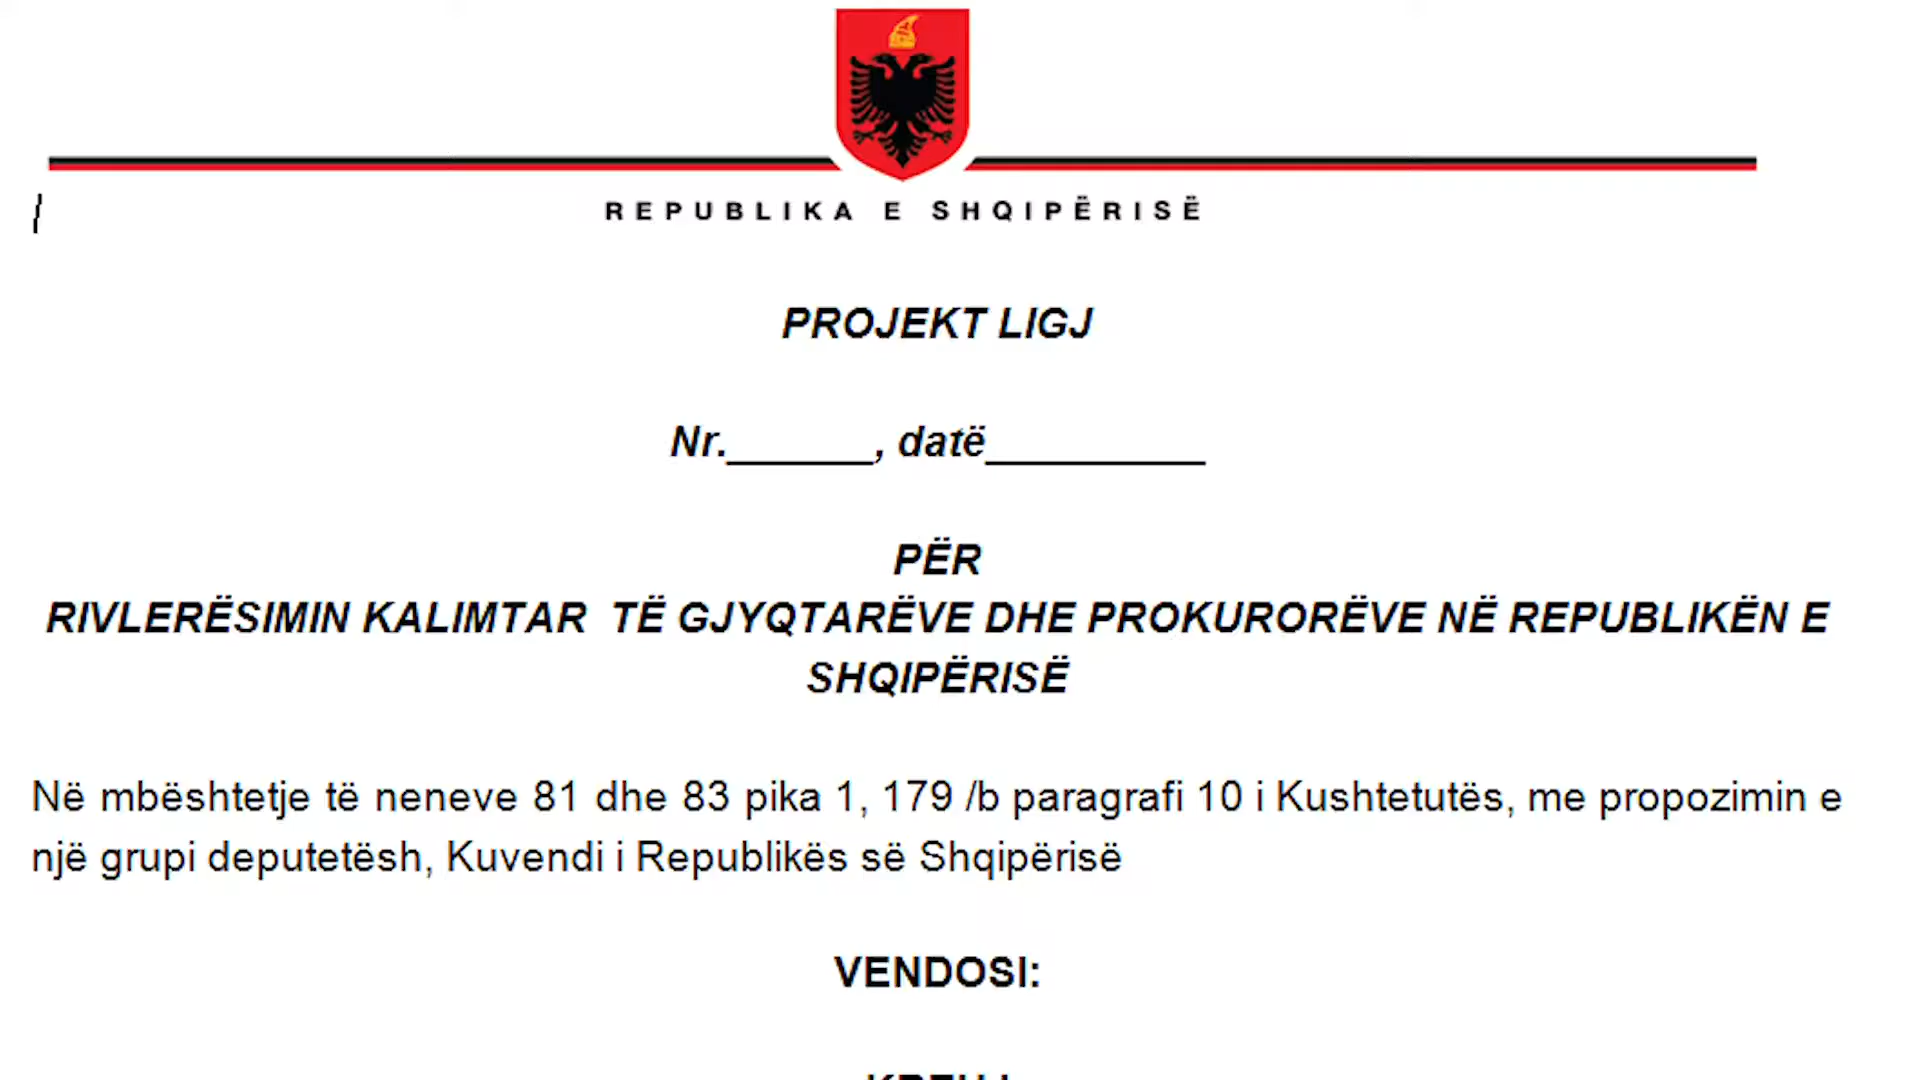 REPUBLIKA E SHQIPËRISË
PROJEKT LIGJ
Nr.______, datë_________
PËR
RIVLERËSIMIN KALIMTAR TË GJYQTARËVE DHE PROKURORËVE NË REPUBLIKËN E
SHQIPËRISË
Në mbështetje të neneve 81 dhe 83 pika 1, 179 /b paragrafi 10 i Kushtetutës, me propozimin e
një grupi deputetësh, Kuvendi i Republikës së Shqipërisë
VENDOSI: